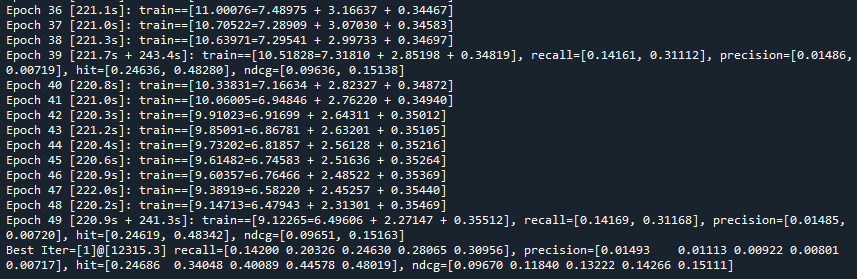 Epoch 36 [221.1s]: train==[11.00076=7.48975 + 3.16637 + 0.34467]
Epoch 37 [221.0s]: train==[10.70522=7.28909 + 3.07030 + 0.34583]
Epoch 38 [221.3s]: train==[10.63971=7.29541 + 2.99733 + 0.34697]
Epoch 39 [221.7s + 243.4s]: train==[10.51828=7.31810 + 2.85198 + 0.34819], recall=[0.14161, 0.31112], precision=[0.01486,
0.00719], hit=[0.24636, 0.48280], ndcg=[0.09636, 0.15138]
Epoch 40 [220.8s]: train==[10.33831=7.16634 + 2.82327 + 0.34872]
Epoch 41 [221.0s]: train==[10.06005=6.94846 + 2.76220 + 0.34940]
Epoch 42 [220.3s]: train==[9.91023=6.91699 + 2.64311 + 0.35012]
Epoch 43 [221.2s]: train==[9.85091=6.86781 + 2.63201 + 0.35105]
Epoch 44 [220.4s]: train==[9.73202=6.81857 + 2.56128 + 0.35216]
Epoch 45 [220.6s]: train==[9.61482=6.74583 + 2.51636 + 0.35264]
Epoch 46 [220.9s]: train==[9.60357=6.76466 + 2.48522 + 0.35369]
Epoch 47 [222.0s]: train==[9.38919=6.58220 + 2.45257 + 0.35440]
Epoch 48 [220.2s]: train==[9.14713=6.47943 + 2.31301 + 0.35469]
Epoch 49 [220.9s + 241.3s]: train==[9.12265=6.49606 + 2.27147 + 0.35512], recall=[0.14169, 0.31168], precision=[0.01485,
0.00720], hit=[0.24619, 0.48342], ndcg=[0.09651, 0.15163]
Best Iter=[1]@[12315.3] recall=[0.14200 0.20326 0.24630 0.28065 0.30956], precision=[0.01493    0.01113 0.00922 0.00801
0.00717], hit=[0.24686  0.34048 0.40089 0.44578 0.48019], ndcg=[0.09670 0.11840 0.13222 0.14266 0.15111]